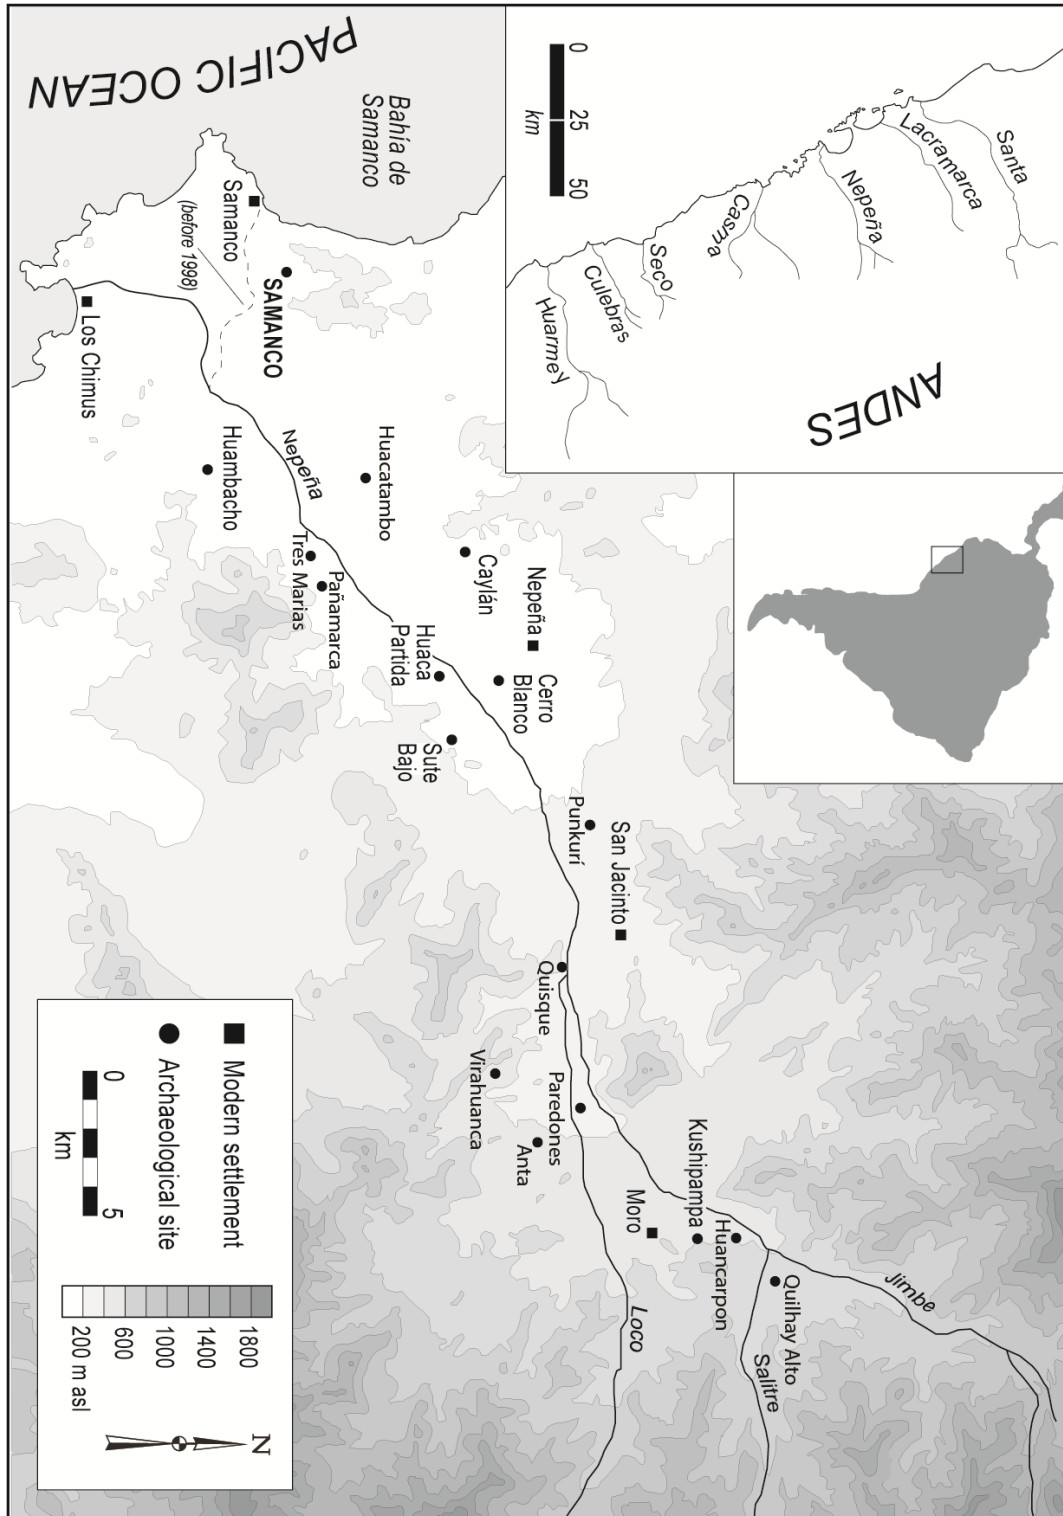 PACIFIC OCEAN
Bahía de
Samanco
Samanco
(before 1998)
SAMANCO
Los Chimus
Nepeña
Huambacho
Huacatambo
Tres Marias
Pañamarca
Caylán
Nepeña
Huaca
Partida
Cerro
Blanco
Sute
Bajo
Punkurí
San Jacinto
Quisque
Virahuanca
Paredones
Anta
Kushipampa
Moro
Huancarpon
Quilhay Alto
Jimbe
Salitre
Loco
0
25
50
km
Santa
Lacramarca
Nepeña
Casma
Seco
Culebras
Huarmey
ANDES
Modern settlement
Archaeological site
0
5
km
1800
1400
1000
600
200 m asl
N